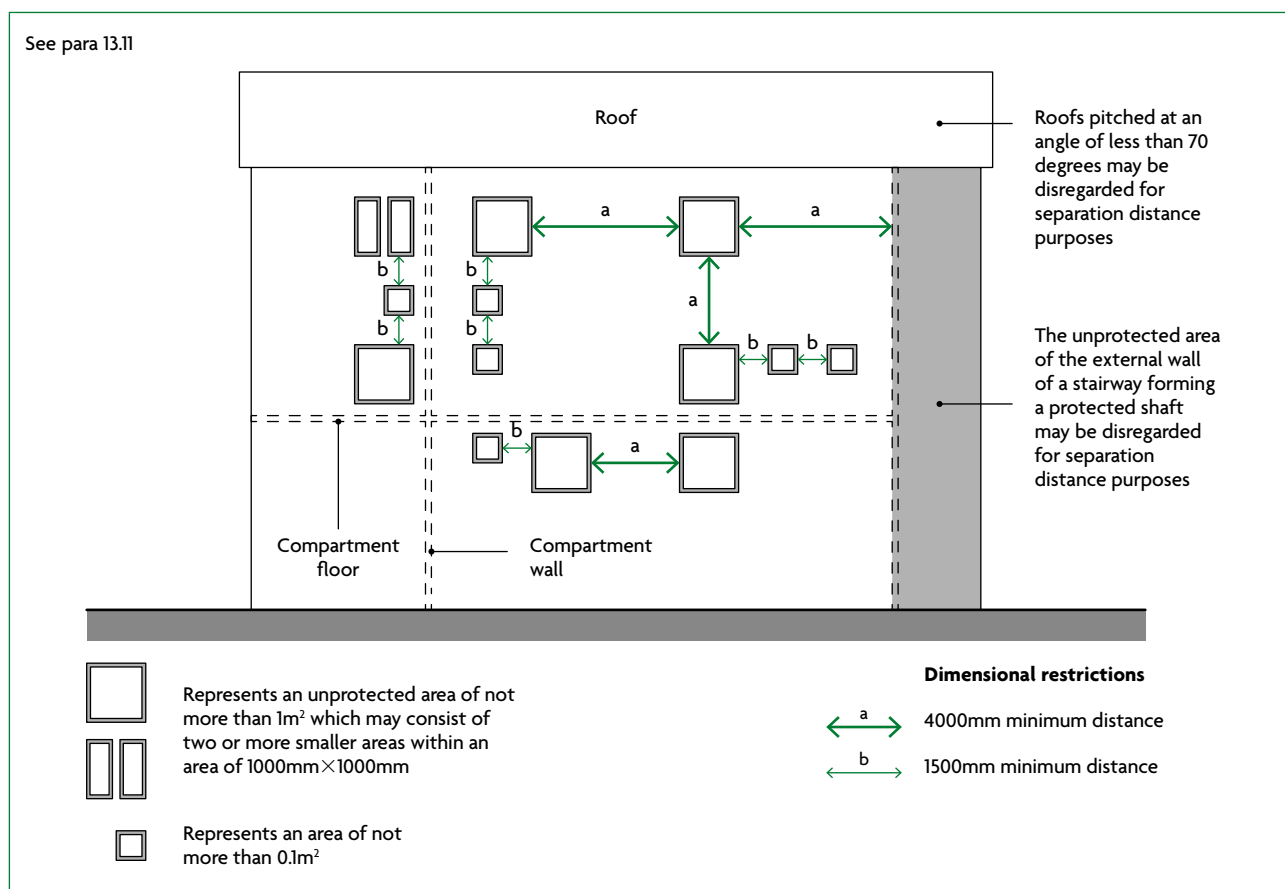 See para 13.11
Roof
Roofs pitched at an
angle of less than 70
degrees may be
disregarded for
separation distance
purposes
a
a
b
b
a
b
b
b
b
The unprotected area
of the external wall
of a stairway forming
a protected shaft
may be disregarded
for separation
distance purposes
b
a
Compartment
floor
Compartment
wall
Represents an unprotected area of not
more than 1m² which may consist of
two or more smaller areas within an
area of 1000mm×1000mm
Represents an area of not
more than 0.1m²
Dimensional restrictions
a
4000mm minimum distance
b
1500mm minimum distance